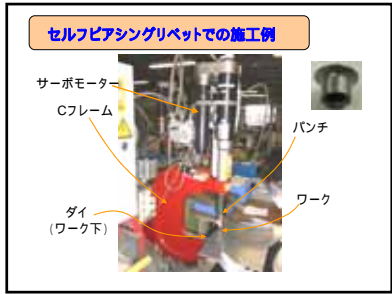 セルフピアシングリベットでの施工例
サーボモーター
Cフレーム
パンチ
ワーク
ダイ
(ワーク下)